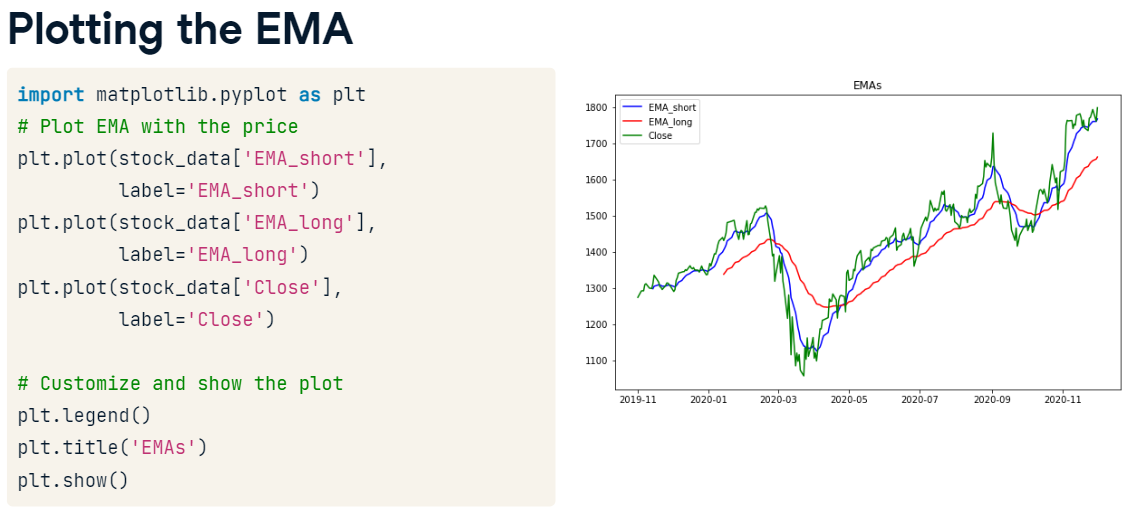 Plotting the EMA
import matplotlib.pyplot as plt
# Plot EMA with the price
plt.plot(stock_data['EMA_short'],
         label='EMA_short')
plt.plot(stock_data['EMA_long'],
         label='EMA_long')
plt.plot(stock_data['Close'],
         label='Close')
# Customize and show the plot
plt.legend()
plt.title('EMAs')
plt.show()
EMAs
EMA_short
EMA_long
Close
1800
1700
1600
1500
1400
1300
1200
1100
2019-11 2020-01 2020-03 2020-05 2020-07 2020-09 2020-11